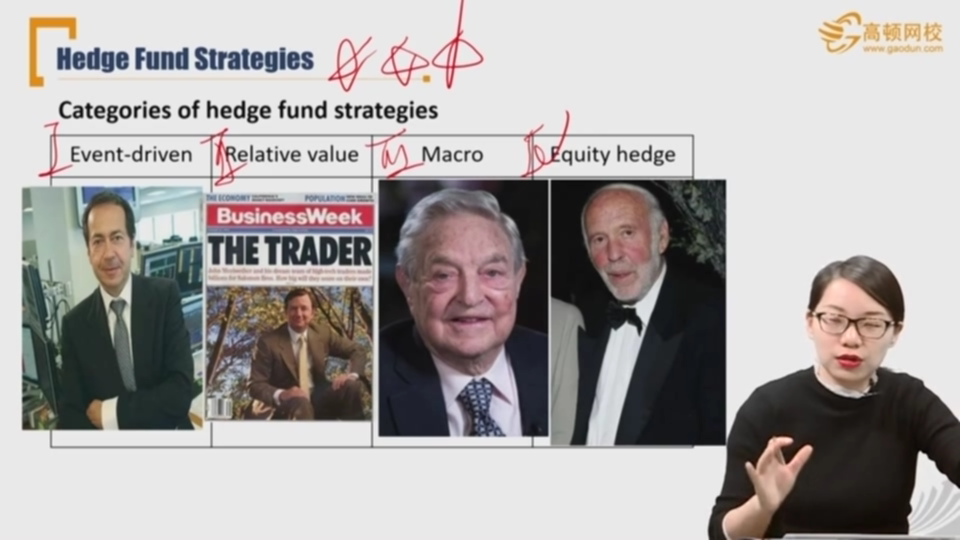 Hedge Fund Strategies
高顿网校
www.gaodun.com
Categories of hedge fund strategies
I Event-driven
II Relative value
III Macro
IV Equity hedge
THE ECONOMY
POPULATION
BusinessWeek
THE TRADER